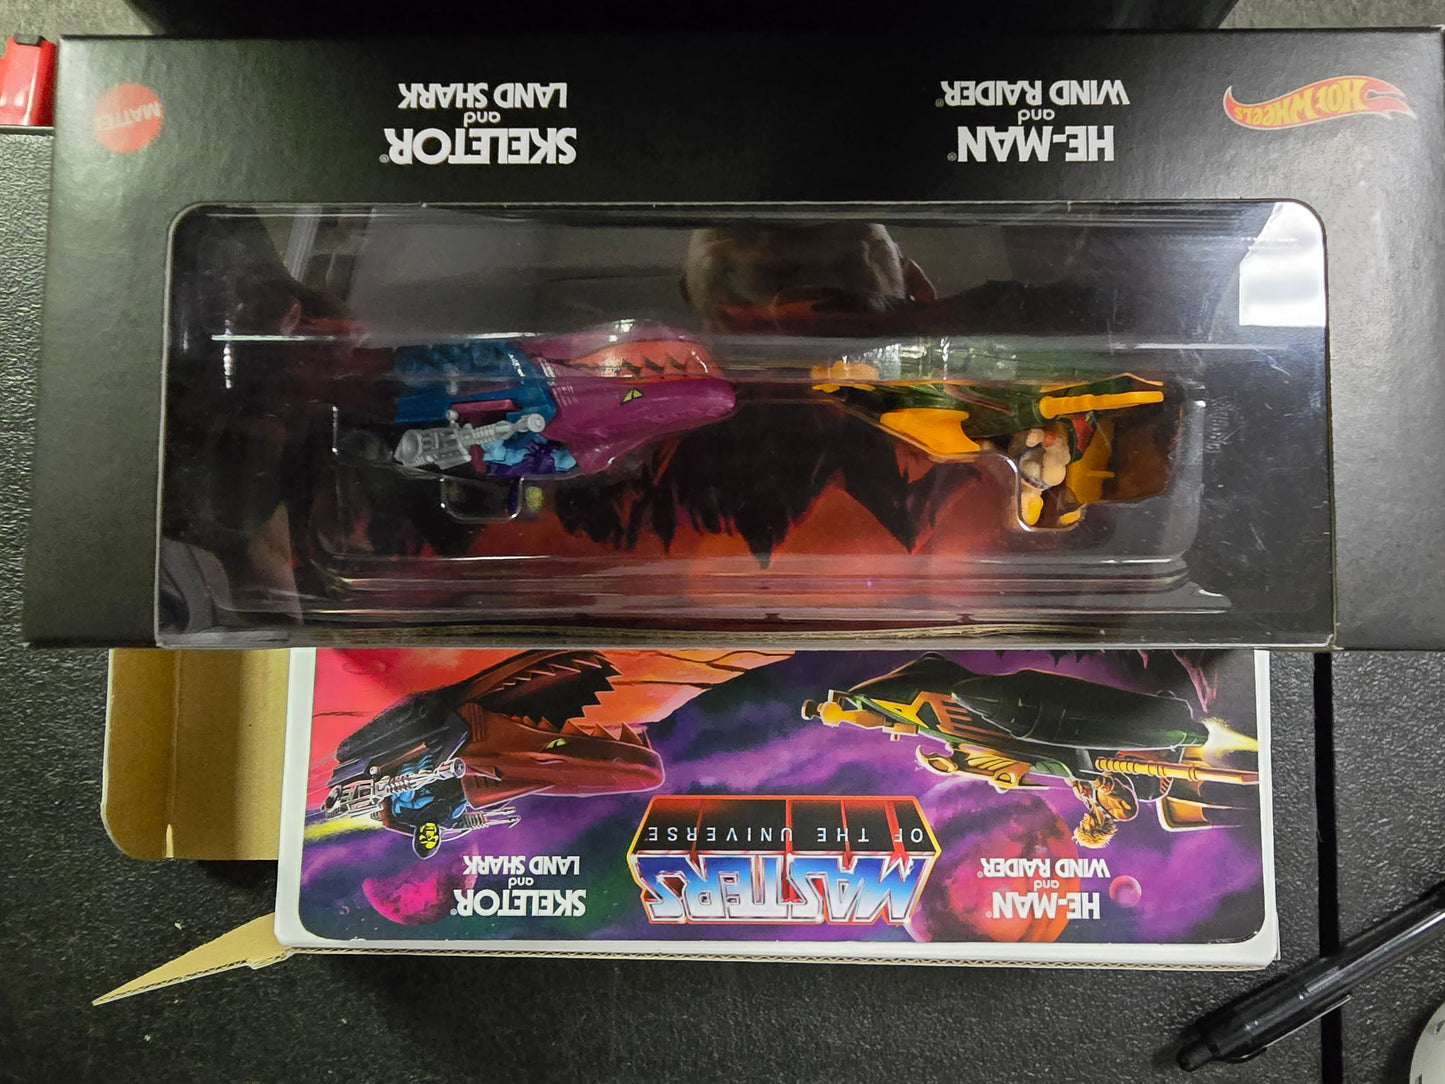 HE-MAN®
and
WIND RAIDER®
MASTERS
OF THE UNIVERSE
SKELETOR®
and
LAND SHARK
HOT WHEELS
HE-MAN®
and
WIND RAIDER®
SKELETOR®
and
LAND SHARK
MATTEL